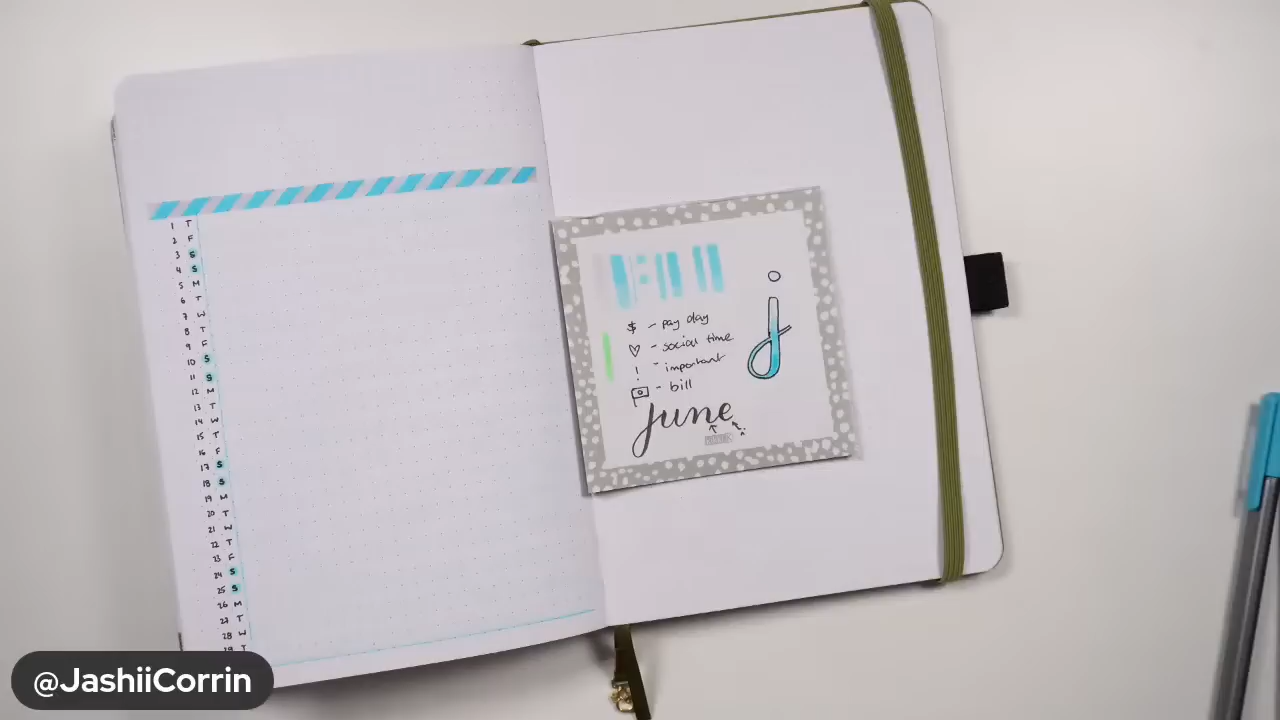 1 T
2 F
3 S
4 S
5 M
6 T
7 W
8 T
9 F
10 S
11 S
12 M
13 T
14 W
15 T
16 F
17 S
18 S
19 M
20 T
21 W
22 T
23 F
24 S
25 S
26 M
27 T
28 W
29 T
$ - pay day
♡ - social time
! - important
- bill
june
j
@JashiiCorrin